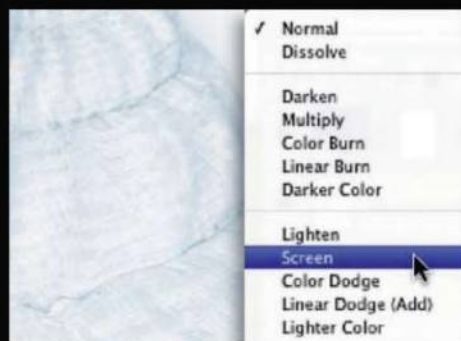 ✓ Normal
Dissolve
Darken
Multiply
Color Burn
Linear Burn
Darker Color
Lighten
Screen
Color Dodge
Linear Dodge (Add)
Lighter Color